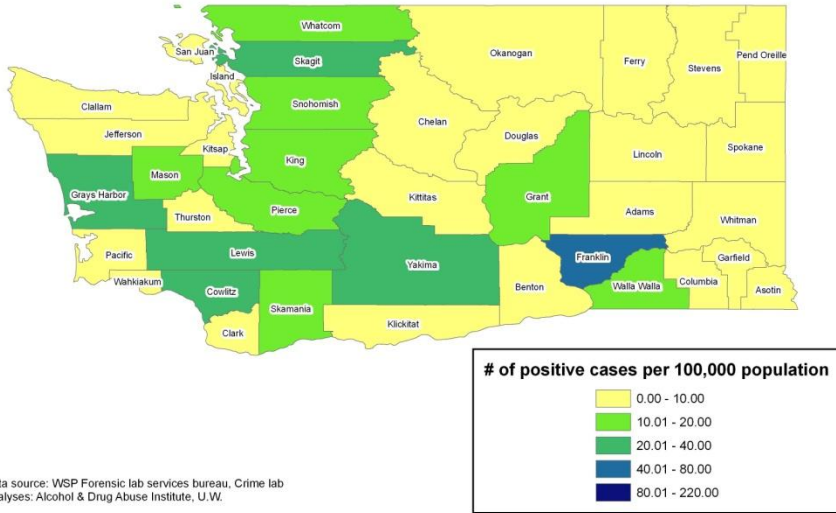 Whatcom
San Juan
Skagit
Island
Okanogan
Ferry
Stevens
Pend Oreille
Clallam
Snohomish
Chelan
Jefferson
Kitsap
Douglas
King
Lincoln
Spokane
Mason
Grant
Grays Harbor
Kittitas
Thurston
Pierce
Adams
Whitman
Pacific
Lewis
Yakima
Franklin
Garfield
Wahkiakum
Cowlitz
Benton
Walla Walla
Columbia
Asotin
Skamania
Clark
Klickitat
# of positive cases per 100,000 population
0.00 - 10.00
10.01 - 20.00
20.01 - 40.00
40.01 - 80.00
80.01 - 220.00
ta source: WSP Forensic lab services bureau, Crime lab
alyses: Alcohol & Drug Abuse Institute, U.W.